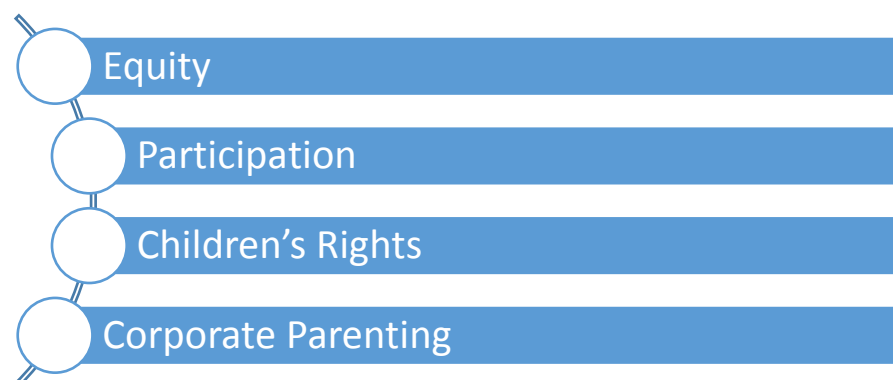 Equity
Participation
Children’s Rights
Corporate Parenting